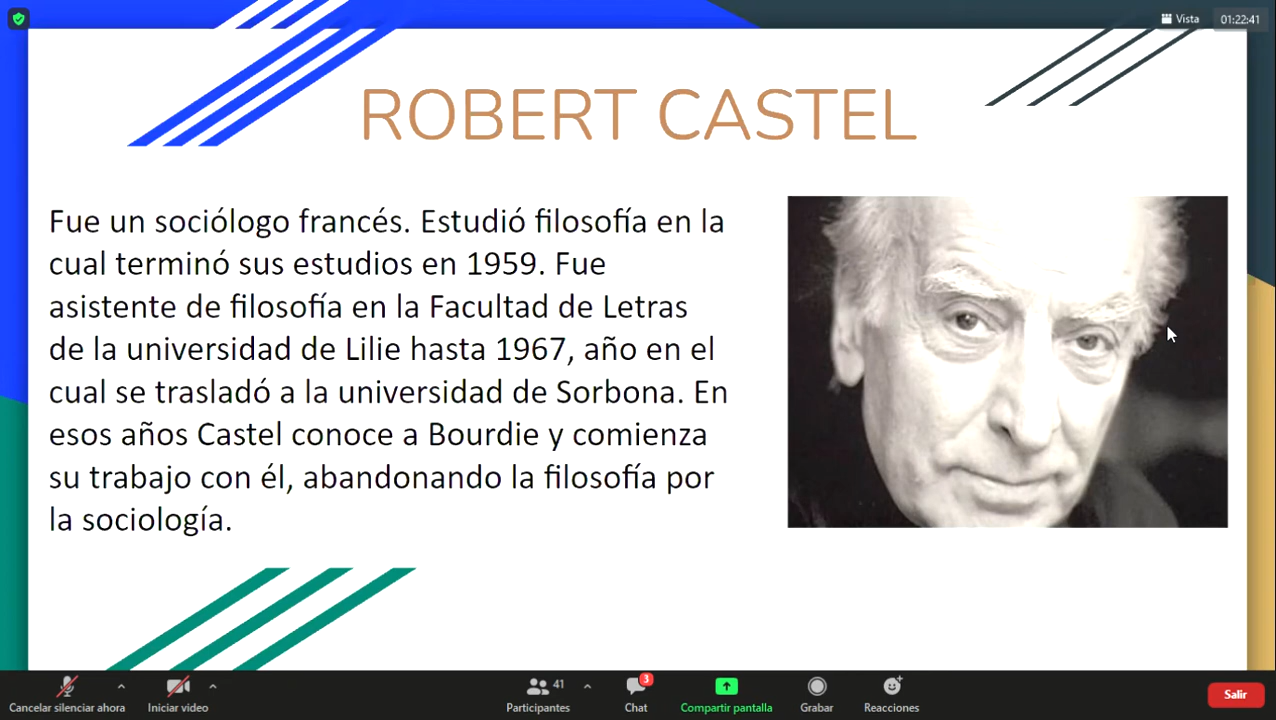 Vista
01:22:41
ROBERT CASTEL
Fue un sociólogo francés. Estudió filosofía en la
cual terminó sus estudios en 1959. Fue
asistente de filosofía en la Facultad de Letras
de la universidad de Lilie hasta 1967, año en el
cual se trasladó a la universidad de Sorbona. En
esos años Castel conoce a Bourdie y comienza
su trabajo con él, abandonando la filosofía por
la sociología.
41
3
Cancelar silenciar ahora
Iniciar video
Participantes
Chat
Compartir pantalla
Grabar
Reacciones
Salir